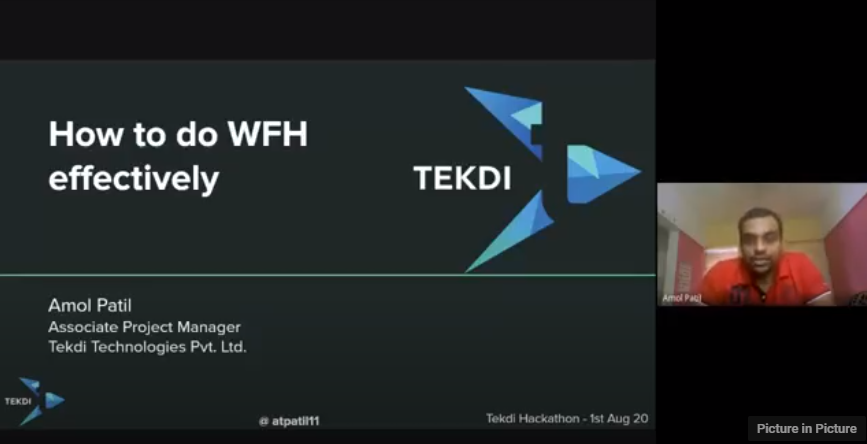 How to do WFH
effectively
TEKDI
Amol Patil
Associate Project Manager
Tekdi Technologies Pvt. Ltd.
TEKDI
@ atpatil11
Tekdi Hackathon - 1st Aug 20
Amol Patil
Picture in Picture